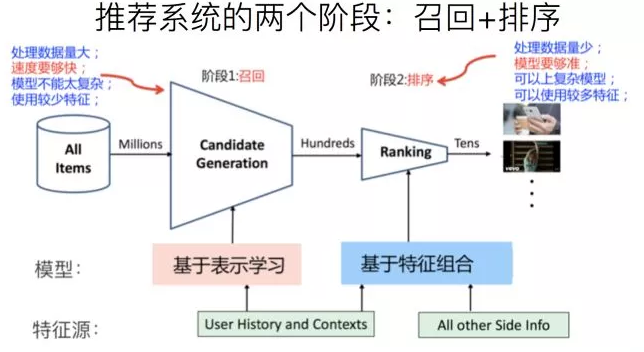 推荐系统的两个阶段：召回+排序
处理数据量大；
速度要够快；
模型不能太复杂；
使用较少特征；
阶段1:召回
阶段2:排序
处理数据量少；
模型要够准；
可以上复杂模型；
可以使用较多特征；
All
Items
Millions
Candidate
Generation
Hundreds
Ranking
Tens
vevo
模型：
基于表示学习
基于特征组合
特征源：
User History and Contexts
All other Side Info